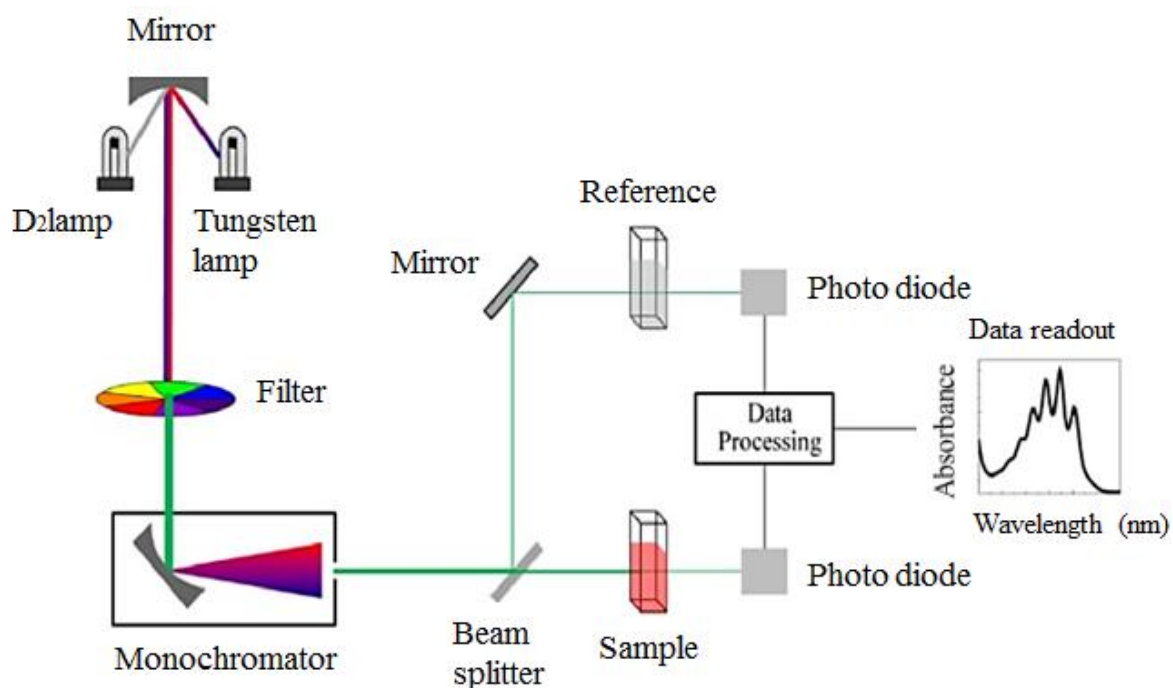 Mirror
D2lamp
Tungsten
lamp
Filter
Monochromator
Mirror
Beam
splitter
Reference
Sample
Photo diode
Data
Processing
Photo diode
Data readout
Absorbance
Wavelength (nm)